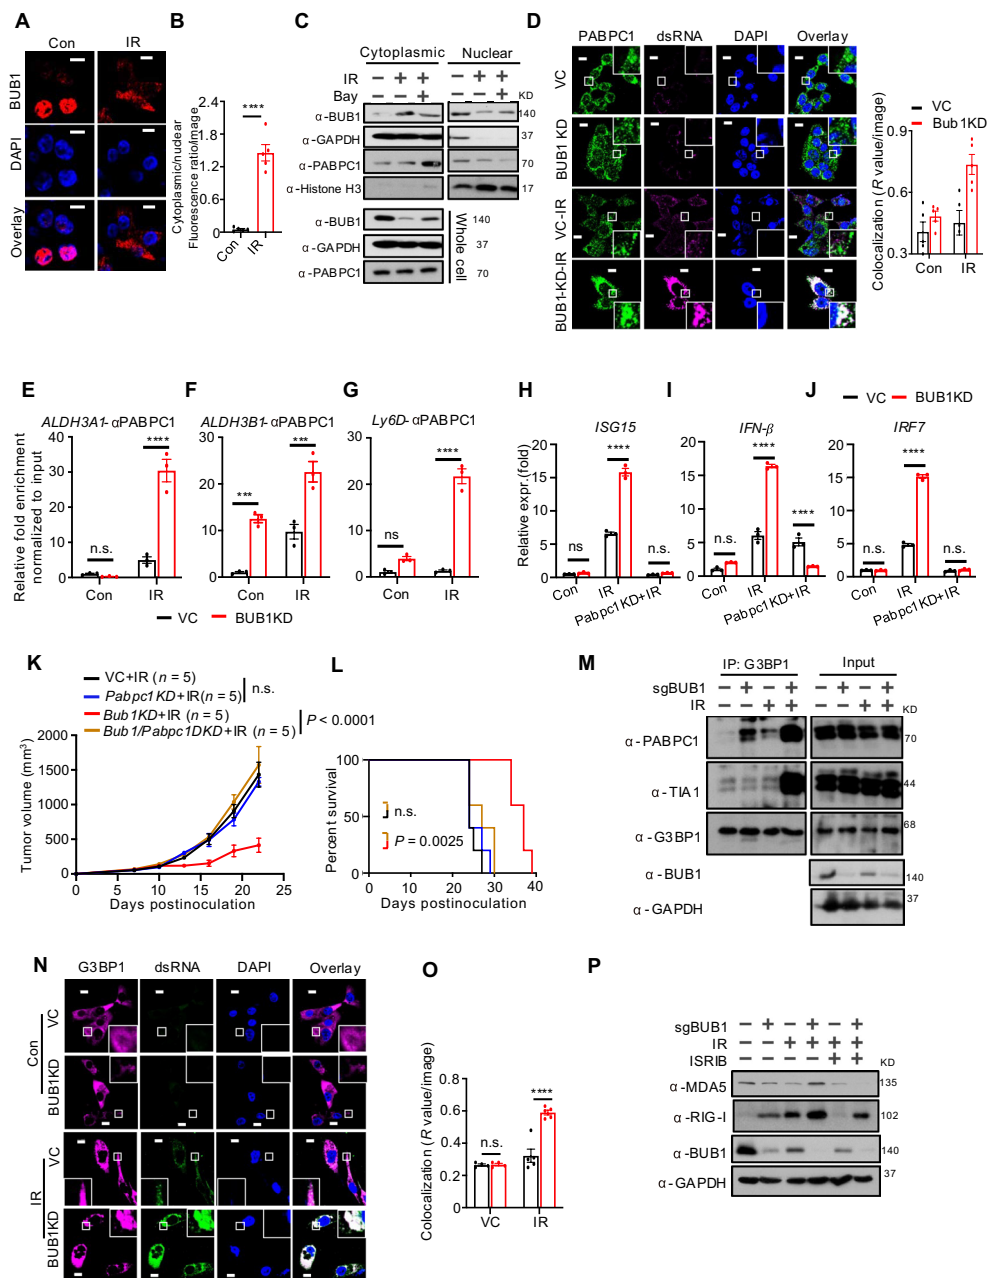 A
Con
IR
BUB1
DAPI
Overlay
B
Cytoplasmic/nuclear
Fluorescence ratio/image
2.4
1.8
1.2
0.6
0
****
Con
IR
C
Cytoplasmic
Nuclear
IR − + + − + +
Bay + + KD
α-BUB1 140
α-GAPDH 37
α-PABPC1 70
α-Histone H3 17
α-BUB1 140
α-GAPDH 37
α-PABPC1 70
Whole cell
D
PABPC1 dsRNA DAPI Overlay
VC
BUB1 KD
VC-IR
BUB1-KD-IR
VC
Bub1KD
Colocalization (R value/image)
0.9
0.6
0.3
Con
IR
E
ALDH3A1-αPABPC1
Relative fold enrichment
normalized to input
40
30
20
10
0
n.s.
****
Con
IR
F
ALDH3B1-αPABPC1
30
20
10
0
***
***
Con
IR
G
Ly6D-αPABPC1
30
20
10
0
ns
****
Con
IR
VC
BUB1KD
H
ISG15
Relative expr.(fold)
20
15
10
5
0
ns
****
n.s.
Con
IR
Pabpc1KD+IR
I
IFN-β
20
15
10
5
0
n.s.
****
****
Con
IR
Pabpc1KD+IR
J
VC
BUB1KD
IRF7
20
15
10
5
0
n.s.
****
n.s.
Con
IR
Pabpc1KD+IR
K
VC+IR (n = 5)
Pabpc1KD+IR(n = 5)
n.s.
Bub1KD+IR (n = 5)
Bub1/Pabpc1DKD+IR (n = 5)
P < 0.0001
Tumor volume (mm3)
2000
1500
1000
500
0
0 5 10 15 20 25
Days postinoculation
L
Percent survival
100
50
0
n.s.
P = 0.0025
0 10 20 30 40
Days postinoculation
M
IP: G3BP1
Input
sgBUB1 − + − + − + − +
IR − − + + − − + + KD
α-PABPC1 70
α-TIA1 44
α-G3BP1 68
α-BUB1 140
α-GAPDH 37
N
G3BP1 dsRNA DAPI Overlay
Con
VC
BUB1KD
IR
VC
BUB1KD
O
Colocalization (R value/image)
0.8
0.6
0.4
0.2
0
n.s.
****
VC
IR
P
sgBUB1 − + − + − +
IR − − + + + +
ISRIB − − − − + + KD
α-MDA5 135
α-RIG-I 102
α-BUB1 140
α-GAPDH 37